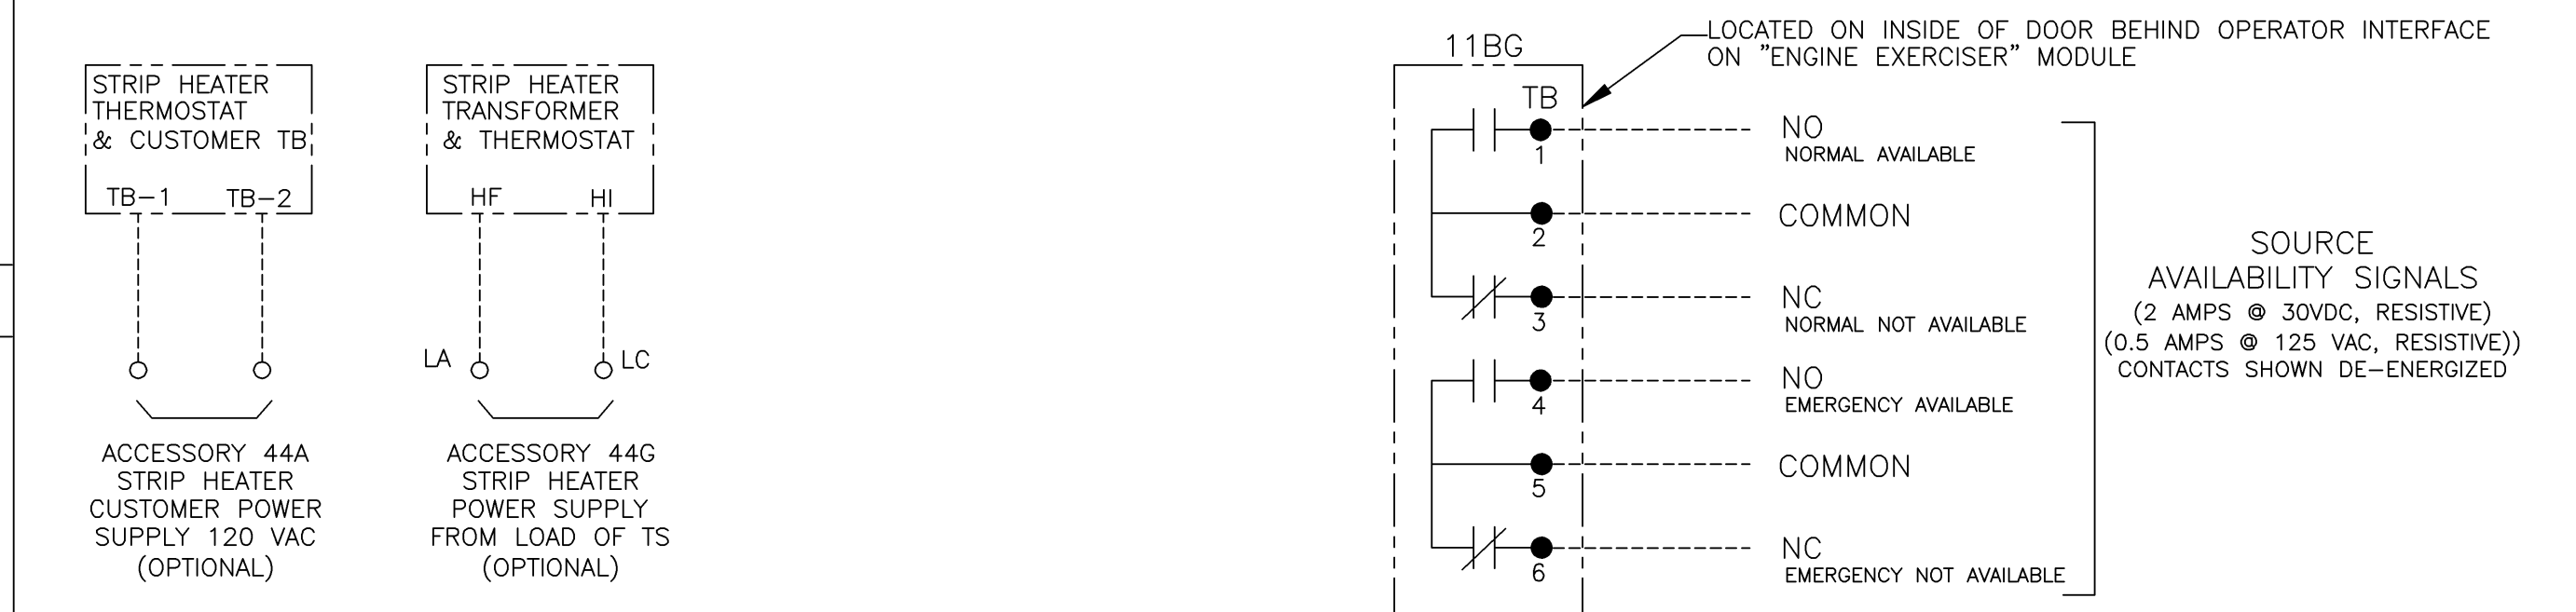 STRIP HEATER
THERMOSTAT
& CUSTOMER TB
TB-1 TB-2
ACCESSORY 44A
STRIP HEATER
CUSTOMER POWER
SUPPLY 120 VAC
(OPTIONAL)
STRIP HEATER
TRANSFORMER
& THERMOSTAT
HF HI
LA LC
ACCESSORY 44G
STRIP HEATER
POWER SUPPLY
FROM LOAD OF TS
(OPTIONAL)
11BG
LOCATED ON INSIDE OF DOOR BEHIND OPERATOR INTERFACE
ON "ENGINE EXERCISER" MODULE
TB
1
NO
NORMAL AVAILABLE
2
COMMON
3
NC
NORMAL NOT AVAILABLE
4
NO
EMERGENCY AVAILABLE
5
COMMON
6
NC
EMERGENCY NOT AVAILABLE
SOURCE
AVAILABILITY SIGNALS
(2 AMPS @ 30VDC, RESISTIVE)
(0.5 AMPS @ 125 VAC, RESISTIVE))
CONTACTS SHOWN DE-ENERGIZED